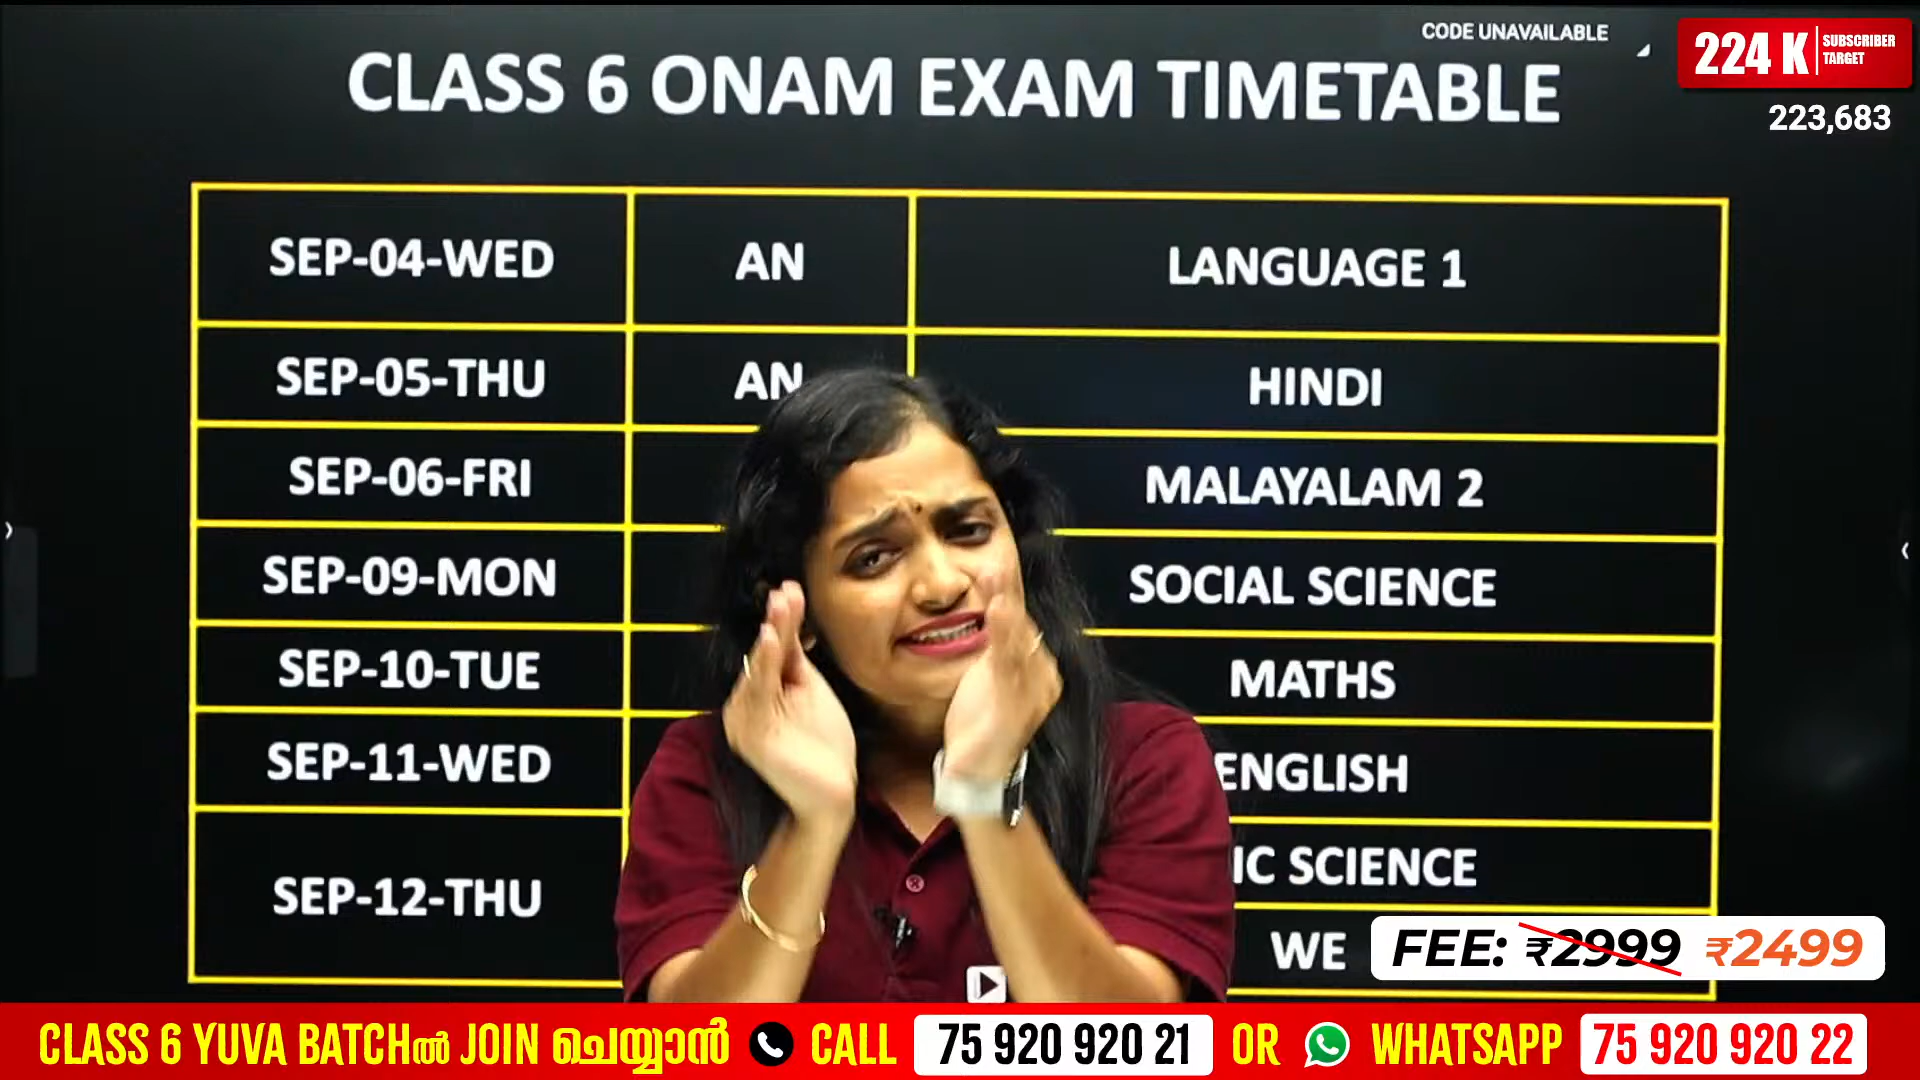 CODE UNAVAILABLE
224 K SUBSCRIBER TARGET
223,683
CLASS 6 ONAM EXAM TIMETABLE
SEP-04-WED AN LANGUAGE 1
SEP-05-THU AN HINDI
SEP-06-FRI MALAYALAM 2
SEP-09-MON SOCIAL SCIENCE
SEP-10-TUE MATHS
SEP-11-WED ENGLISH
SEP-12-THU IC SCIENCE
WE
FEE: ₹2999 ₹2499
CLASS 6 YUVA BATCHൽ JOIN ചെയ്യാൻ CALL 75 920 920 21 OR WHATSAPP 75 920 920 22